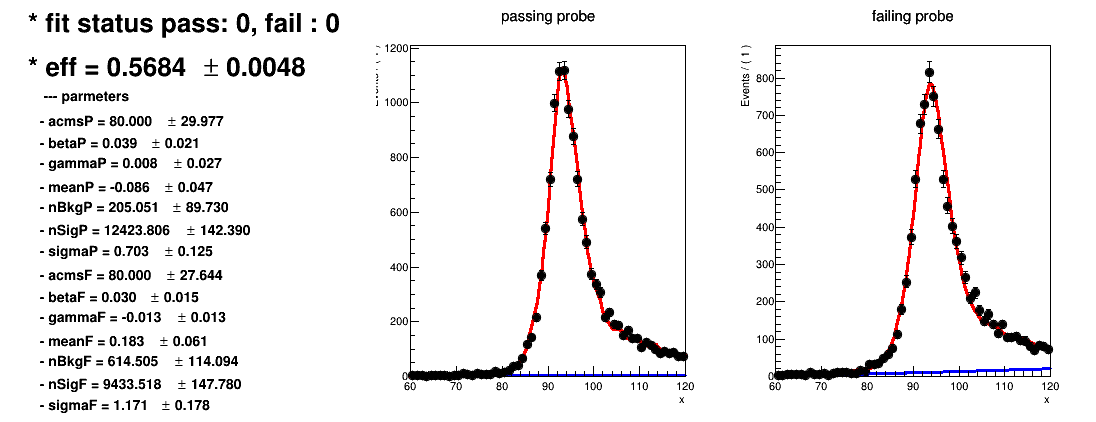 * fit status pass: 0, fail : 0
* eff = 0.5684 ± 0.0048
--- parmeters
- acmsP = 80.000 ± 29.977
- betaP = 0.039 ± 0.021
- gammaP = 0.008 ± 0.027
- meanP = -0.086 ± 0.047
- nBkgP = 205.051 ± 89.730
- nSigP = 12423.806 ± 142.390
- sigmaP = 0.703 ± 0.125
- acmsF = 80.000 ± 27.644
- betaF = 0.030 ± 0.015
- gammaF = -0.013 ± 0.013
- meanF = 0.183 ± 0.061
- nBkgF = 614.505 ± 114.094
- nSigF = 9433.518 ± 147.780
- sigmaF = 1.171 ± 0.178
passing probe
1200
1000
800
600
400
200
0
60 70 80 90 100 110 120
x
failing probe
Events / ( 1 )
800
700
600
500
400
300
200
100
0
60 70 80 90 100 110 120
x